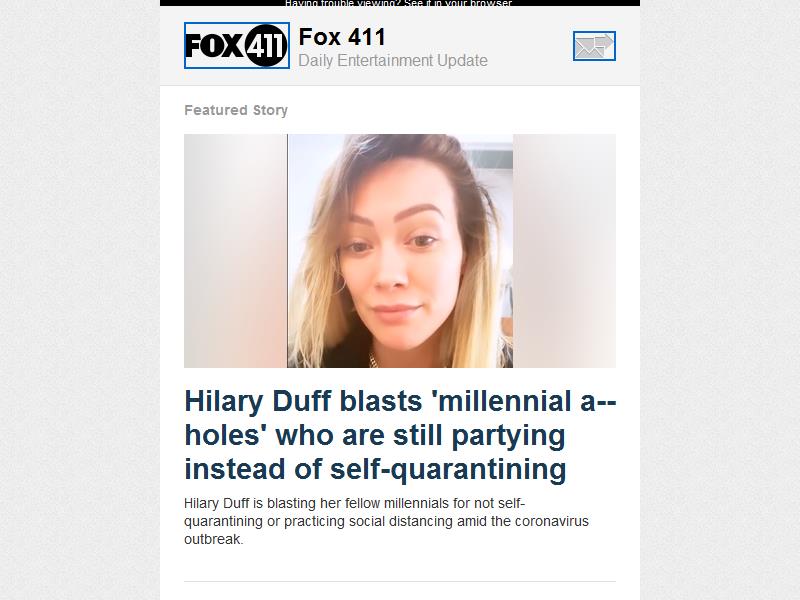 Having trouble viewing? See it in your browser
FOX 411
Fox 411
Daily Entertainment Update
Featured Story
Hilary Duff blasts 'millennial a--
holes' who are still partying
instead of self-quarantining
Hilary Duff is blasting her fellow millennials for not self-
quarantining or practicing social distancing amid the coronavirus
outbreak.